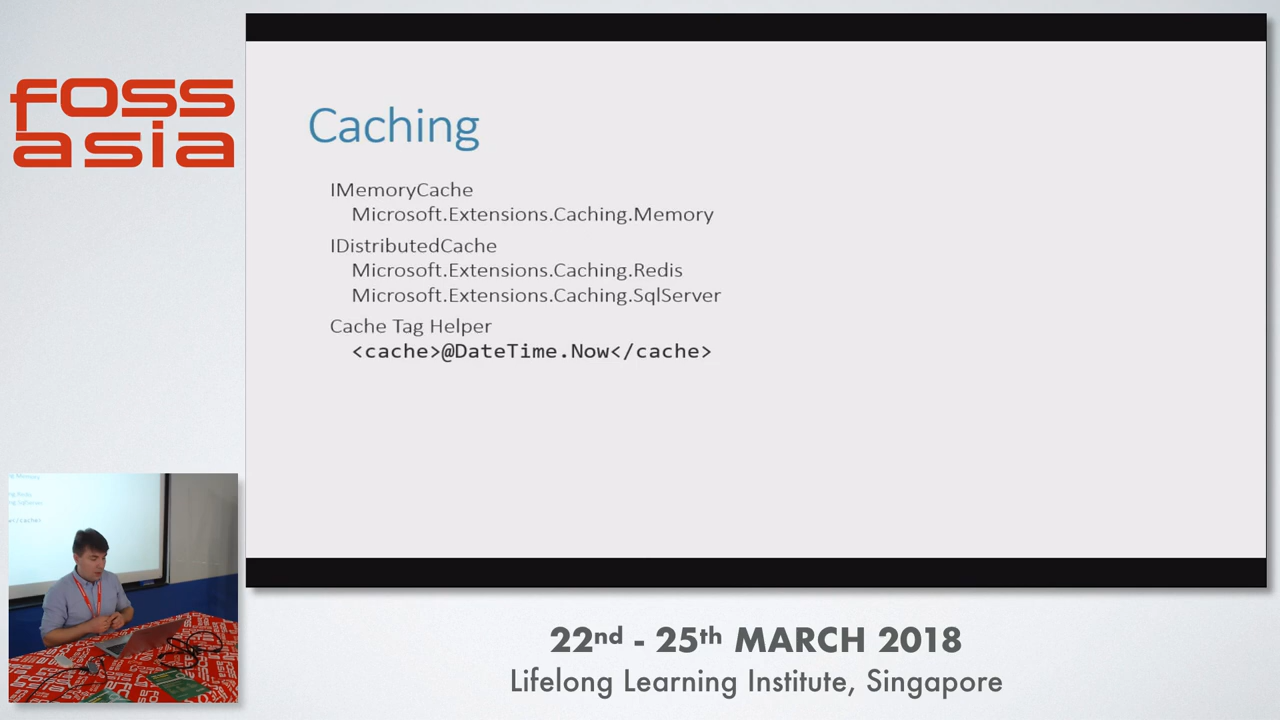 foss
asia
Caching
IMemoryCache
Microsoft.Extensions.Caching.Memory
IDistributedCache
Microsoft.Extensions.Caching.Redis
Microsoft.Extensions.Caching.SqlServer
Cache Tag Helper
<cache>@DateTime.Now</cache>
22nd - 25th MARCH 2018
Lifelong Learning Institute, Singapore